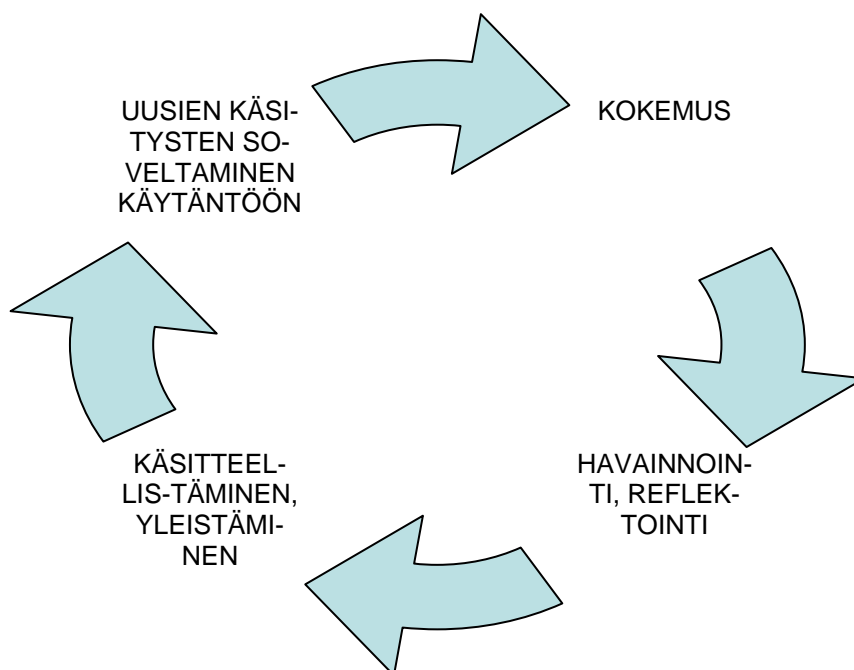 UUSIEN KÄSI-
TYSTEN SO-
VELTAMINEN
KÄYTÄNTÖÖN
KOKEMUS
HAVAINNOIN-
TI, REFLEK-
TOINTI
KÄSITTEEL-
LIS-TÄMINEN,
YLEISTÄMI-
NEN